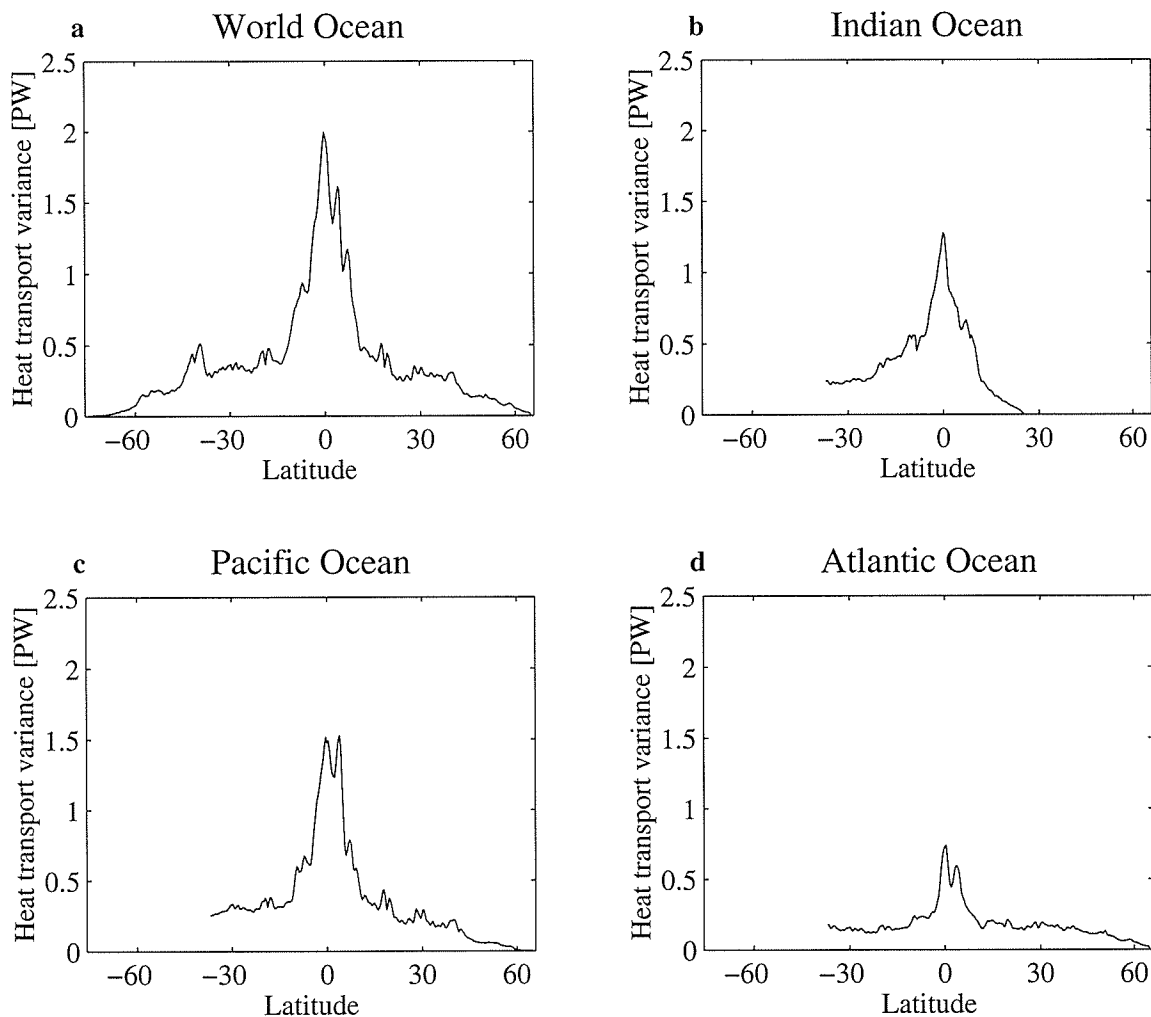 a World Ocean
Heat transport variance [PW]
2.5
2
1.5
1
0.5
0
−60 −30 0 30 60
Latitude
b Indian Ocean
Heat transport variance [PW]
2.5
2
1.5
1
0.5
0
−60 −30 0 30 60
Latitude
c Pacific Ocean
Heat transport variance [PW]
2.5
2
1.5
1
0.5
0
−60 −30 0 30 60
Latitude
d Atlantic Ocean
Heat transport variance [PW]
2.5
2
1.5
1
0.5
0
−60 −30 0 30 60
Latitude